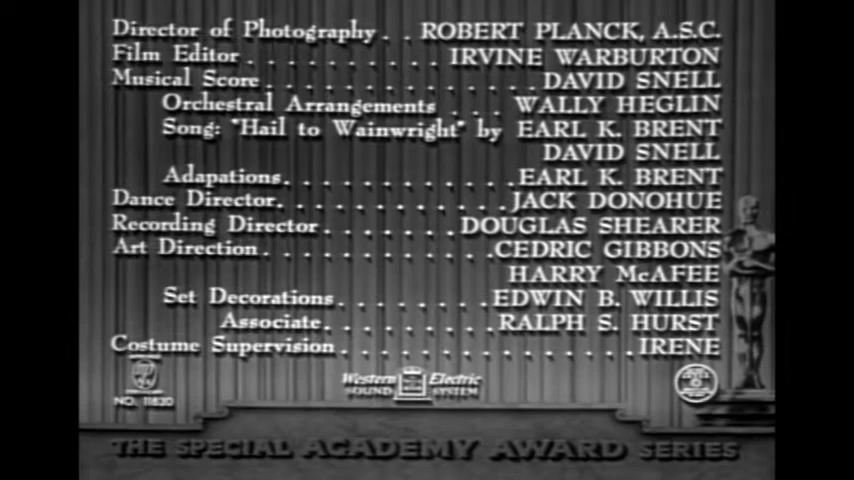 Director of Photography . . ROBERT PLANCK, A.S.C.
Film Editor . . . . . . . . . . IRVINE WARBURTON
Musical Score . . . . . . . . . . . . . DAVID SNELL
Orchestral Arrangements . . . WALLY HEGLIN
Song: "Hail to Wainwright" by EARL K. BRENT
DAVID SNELL
Adapations . . . . . . . . . . . . EARL K. BRENT
Dance Director . . . . . . . . . . . . JACK DONOHUE
Recording Director . . . . . . . DOUGLAS SHEARER
Art Direction . . . . . . . . . . . . CEDRIC GIBBONS
HARRY McAFEE
Set Decorations . . . . . . . . EDWIN B. WILLIS
Associate . . . . . . . . . RALPH S. HURST
Costume Supervision . . . . . . . . . . . . . . IRENE
NO. 11630
Western Electric
SOUND SYSTEM
THE SPECIAL ACADEMY AWARD SERIES